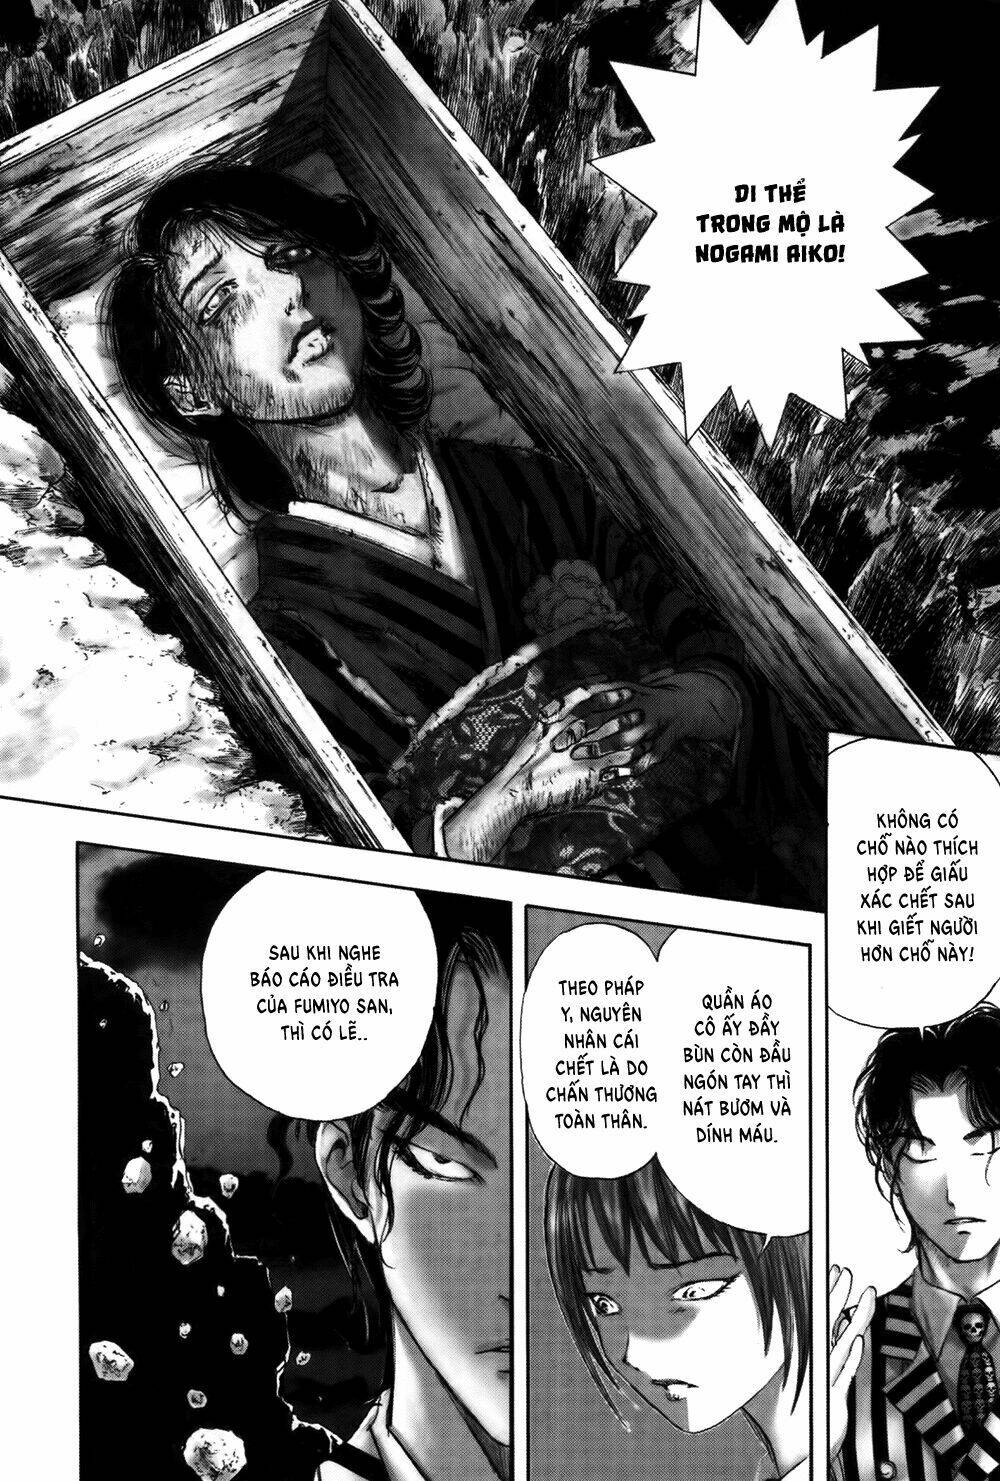 DI THỂ
TRONG MỘ LÀ
NOGAMI AIKO!
KHÔNG CÓ
CHỖ NÀO THÍCH
HỢP ĐỂ GIẤU
XÁC CHẾT SAU
KHI GIẾT NGƯỜI
HƠN CHỖ NÀY!
QUẦN ÁO
CÔ ẤY ĐẦY
BÙN CÒN ĐẦU
NGÓN TAY THÌ
NÁT BƯƠM VÀ
DÍNH MÁU.
THEO PHÁP
Y, NGUYÊN
NHÂN CÁI
CHẾT LÀ DO
CHẤN THƯƠNG
TOÀN THÂN.
SAU KHI NGHE
BÁO CÁO ĐIỀU TRA
CỦA FUMIYO SAN,
THÌ CÓ LẼ..